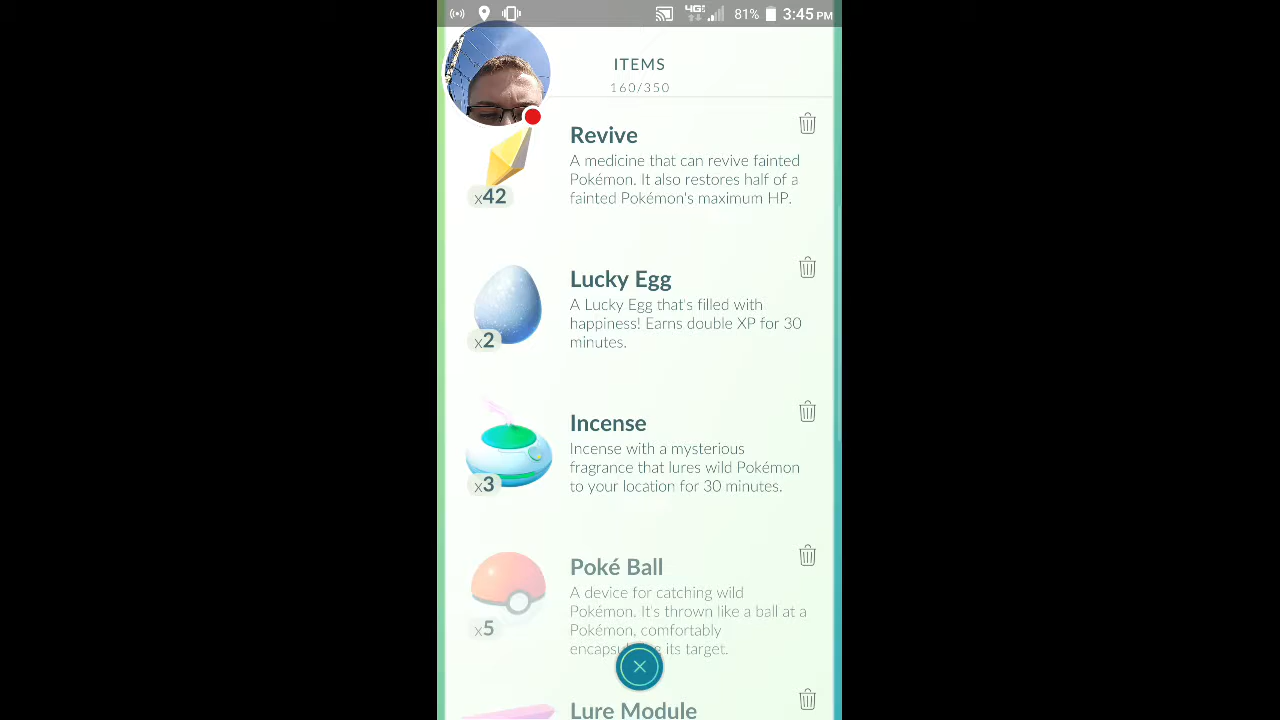 4G 81% 3:45 PM
ITEMS
160/350
Revive
A medicine that can revive fainted
Pokémon. It also restores half of a
fainted Pokémon's maximum HP.
x42
Lucky Egg
A Lucky Egg that's filled with
happiness! Earns double XP for 30
minutes.
x2
Incense
Incense with a mysterious
fragrance that lures wild Pokémon
to your location for 30 minutes.
x3
Poké Ball
A device for catching wild
Pokémon. It's thrown like a ball at a
Pokémon, comfortably
its target.
x5
Lure Module